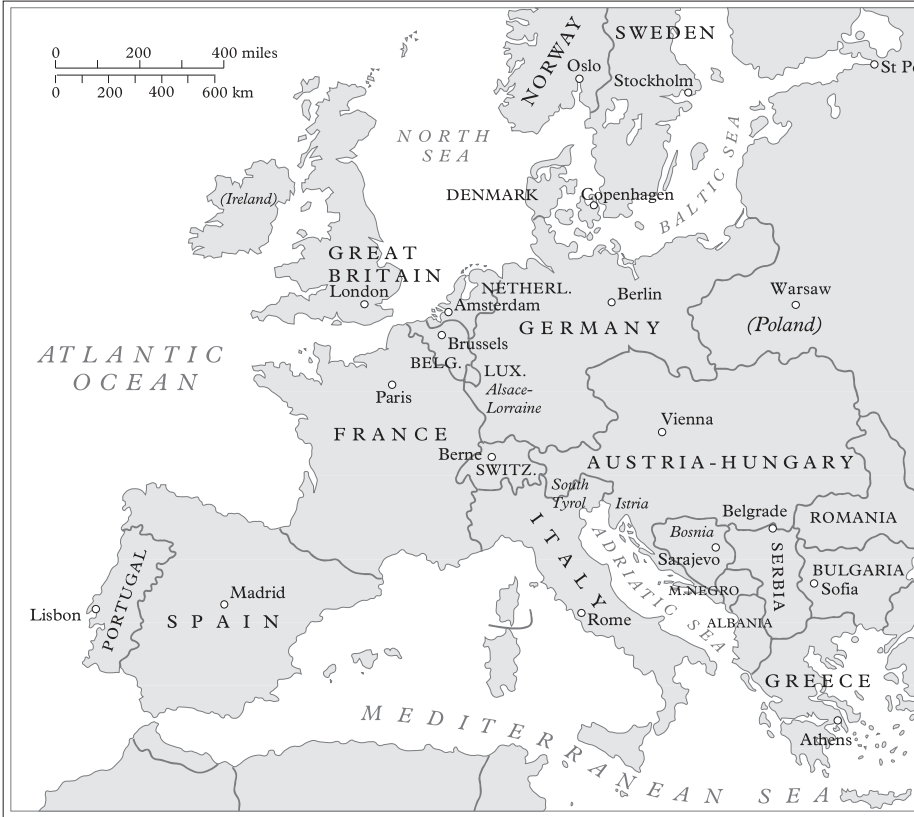 0 200 400 miles
0 200 400 600 km
NORWAY
SWEDEN
Oslo
Stockholm
St P
NORTH
SEA
BALTIC SEA
DENMARK
Copenhagen
(Ireland)
GREAT
BRITAIN
London
NETHERL.
Amsterdam
Berlin
GERMANY
Warsaw
(Poland)
ATLANTIC
OCEAN
Brussels
BELG.
LUX.
Alsace-
Lorraine
Paris
FRANCE
Vienna
Berne
SWITZ.
AUSTRIA-HUNGARY
South
Tyrol
Istria
Belgrade
ROMANIA
Bosnia
Sarajevo
ITALY
ADRIATIC SEA
SERBIA
BULGARIA
Sofia
M.NEGRO
ALBANIA
PORTUGAL
Lisbon
Madrid
SPAIN
Rome
GREECE
Athens
MEDITERRANEAN SEA